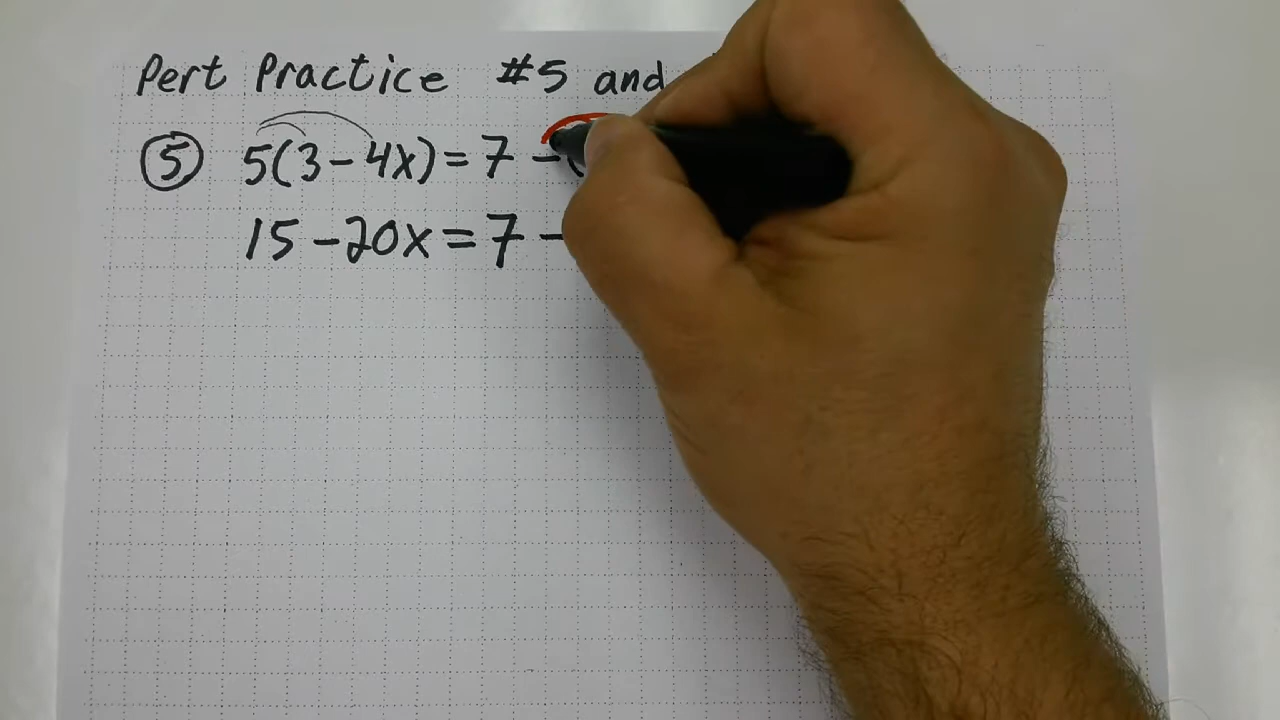 Pert Practice #5 and
⑤ 5(3-4x)=7-(
15-20x=7-